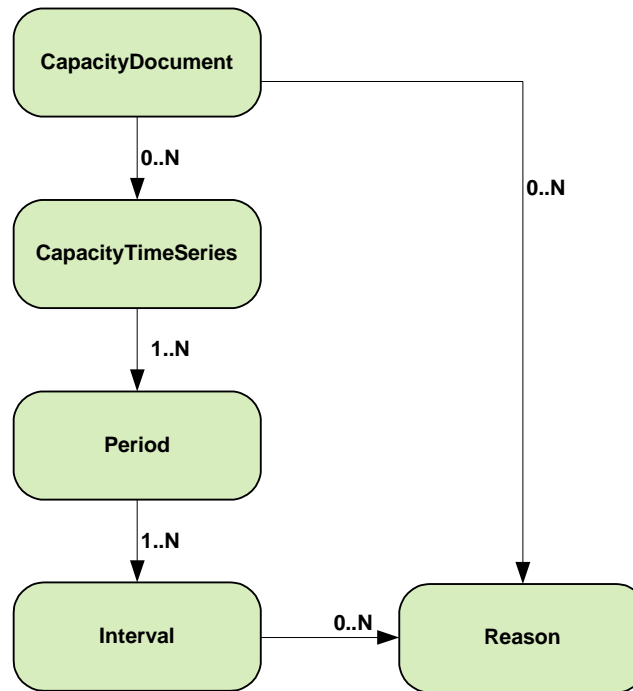 CapacityDocument
0..N
0..N
CapacityTimeSeries
1..N
Period
1..N
Interval
0..N
Reason